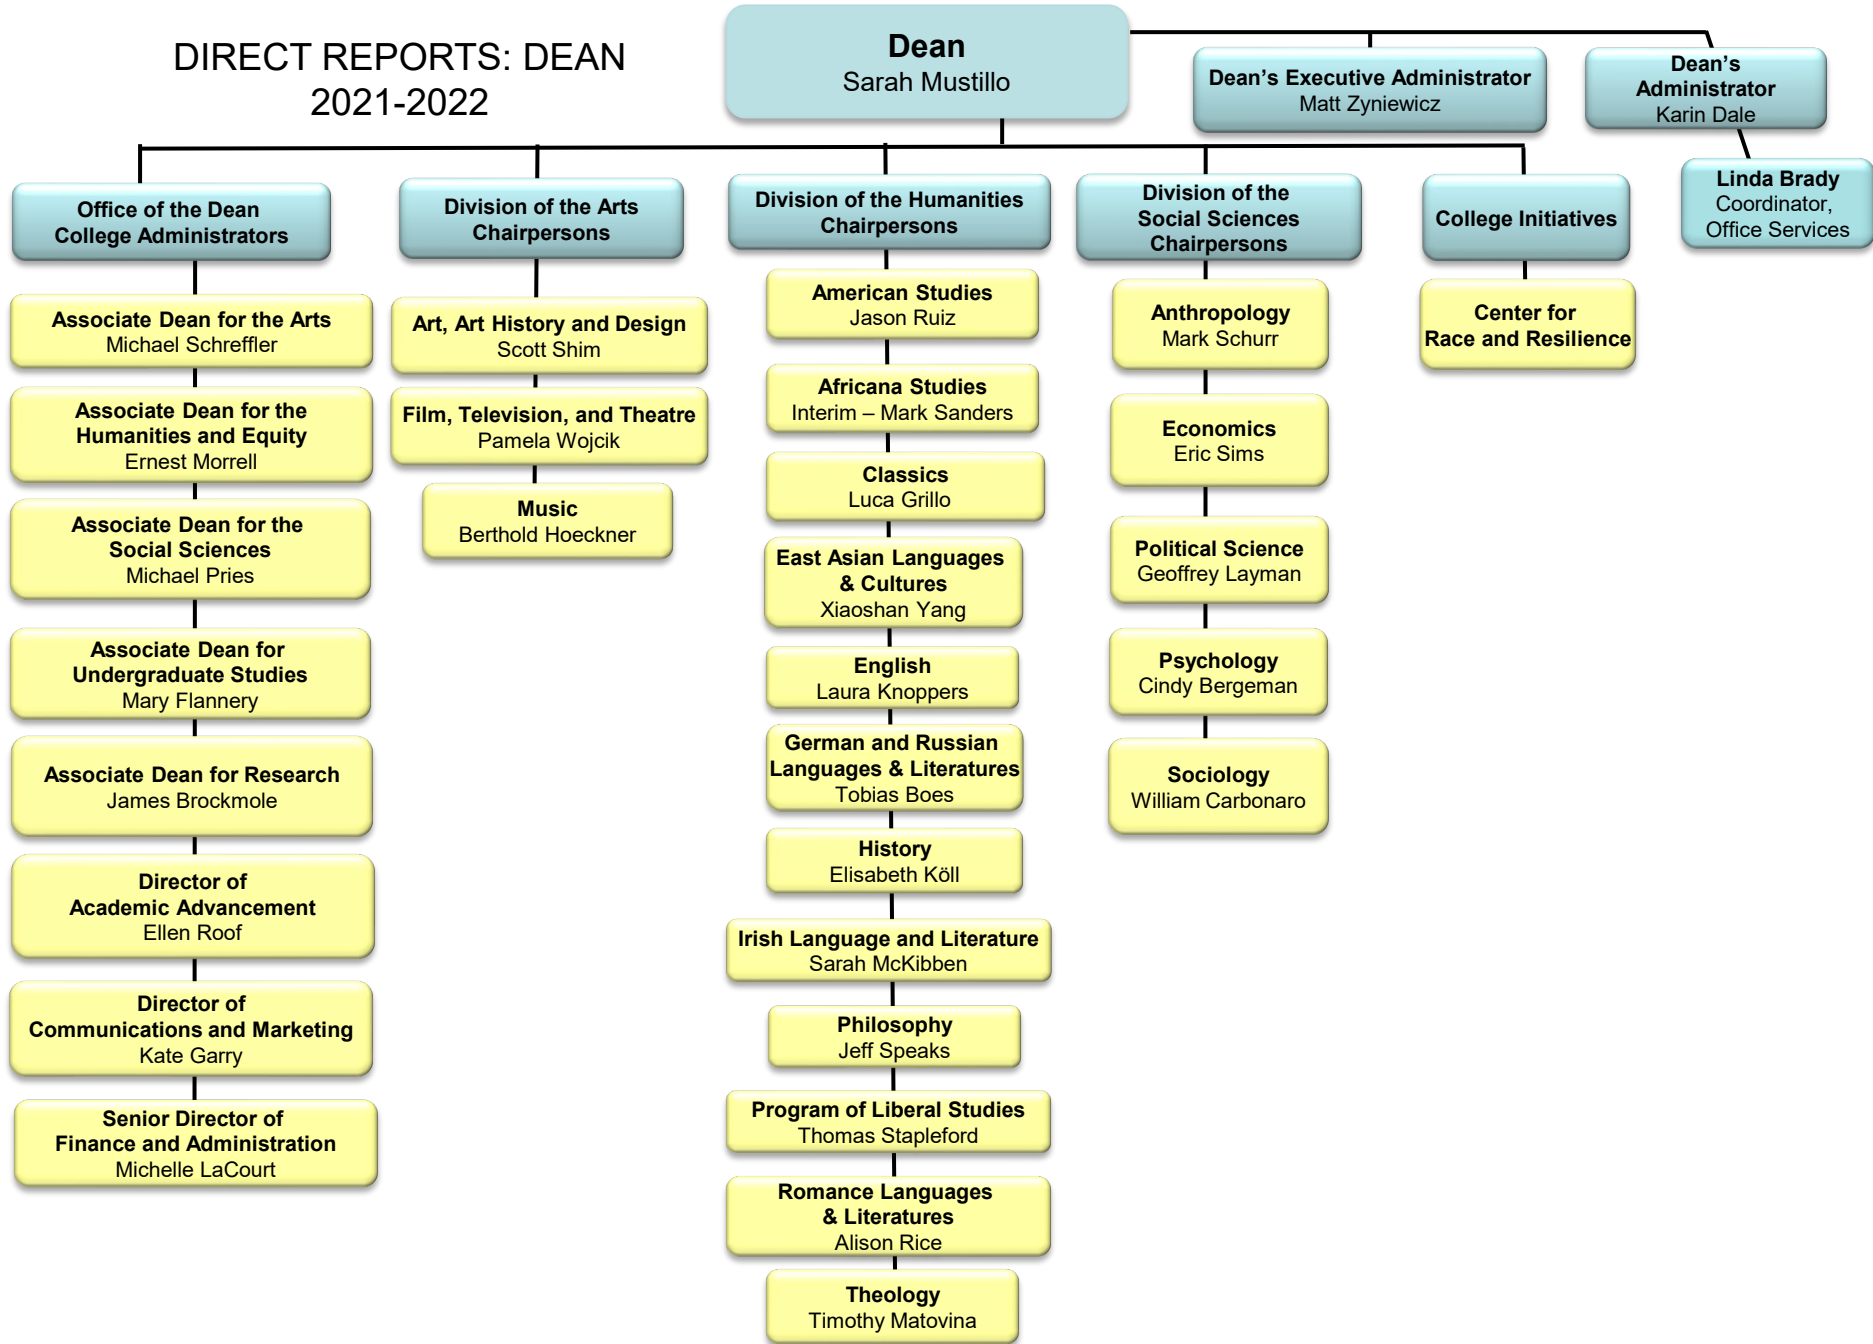 DIRECT REPORTS: DEAN
2021-2022
Dean
Sarah Mustillo
Dean's Executive Administrator
Matt Zyniewicz
Dean's
Administrator
Karin Dale
Linda Brady
Coordinator,
Office Services
Office of the Dean
College Administrators
Associate Dean for the Arts
Michael Schreffler
Associate Dean for the
Humanities and Equity
Ernest Morrell
Associate Dean for the
Social Sciences
Michael Pries
Associate Dean for
Undergraduate Studies
Mary Flannery
Associate Dean for Research
James Brockmole
Director of
Academic Advancement
Ellen Roof
Director of
Communications and Marketing
Kate Garry
Senior Director of
Finance and Administration
Michelle LaCourt
Division of the Arts
Chairpersons
Art, Art History and Design
Scott Shim
Film, Television, and Theatre
Pamela Wojcik
Music
Berthold Hoeckner
Division of the Humanities
Chairpersons
American Studies
Jason Ruiz
Africana Studies
Interim – Mark Sanders
Classics
Luca Grillo
East Asian Languages
& Cultures
Xiaoshan Yang
English
Laura Knoppers
German and Russian
Languages & Literatures
Tobias Boes
History
Elisabeth Köll
Irish Language and Literature
Sarah McKibben
Philosophy
Jeff Speaks
Program of Liberal Studies
Thomas Stapleford
Romance Languages
& Literatures
Alison Rice
Theology
Timothy Matovina
Division of the
Social Sciences
Chairpersons
Anthropology
Mark Schurr
Economics
Eric Sims
Political Science
Geoffrey Layman
Psychology
Cindy Bergeman
Sociology
William Carbonaro
College Initiatives
Center for
Race and Resilience